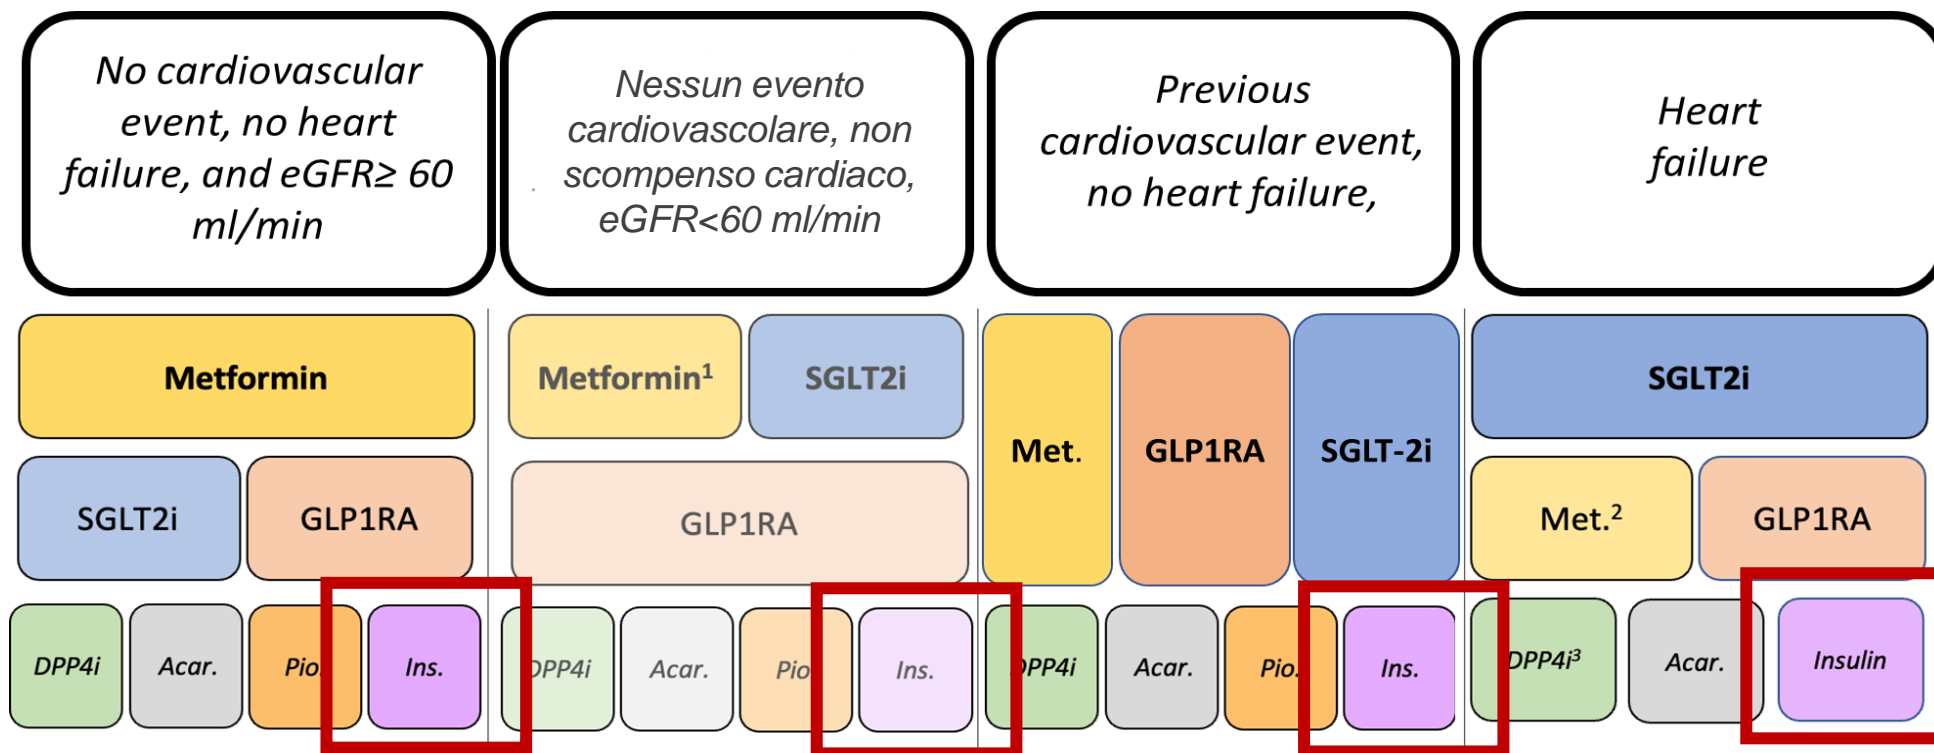 No cardiovascular
event, no heart
failure, and eGFR≥ 60
ml/min
Nessun evento
cardiovascolare, non
scompenso cardiaco,
eGFR<60 ml/min
Previous
cardiovascular event,
no heart failure,
Heart
failure
Metformin
SGLT2i
GLP1RA
DPP4i
Acar.
Pio.
Ins.
Metformin¹
SGLT2i
GLP1RA
DPP4i
Acar.
Pio
Ins.
Met.
GLP1RA
SGLT-2i
DPP4i
Acar.
Pio.
Ins.
SGLT2i
Met.²
GLP1RA
DPP4i³
Acar.
Insulin